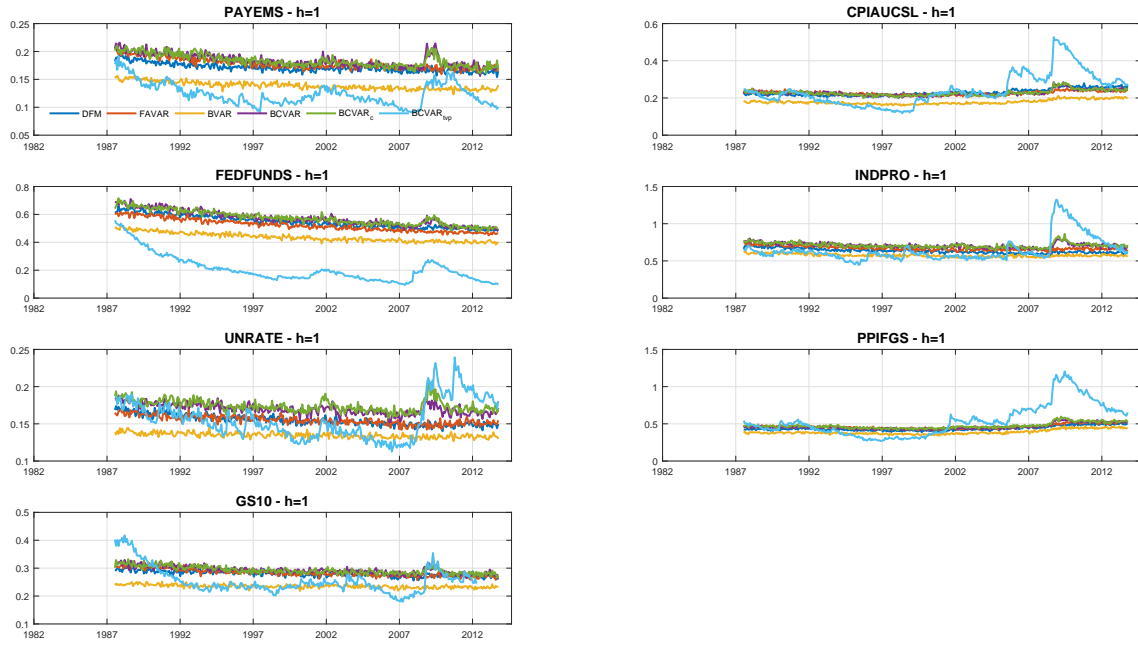 PAYEMS - h=1
0.25
0.2
0.15
0.1
0.05
DFM FAVAR BVAR BCVAR BCVARc BCVARtvp
1982 1987 1992 1997 2002 2007 2012
CPIAUCSL - h=1
0.6
0.4
0.2
0
1982 1987 1992 1997 2002 2007 2012
FEDFUNDS - h=1
0.8
0.6
0.4
0.2
0
1982 1987 1992 1997 2002 2007 2012
INDPRO - h=1
1.5
1
0.5
0
1982 1987 1992 1997 2002 2007 2012
UNRATE - h=1
0.25
0.2
0.15
0.1
1982 1987 1992 1997 2002 2007 2012
PPIFGS - h=1
1.5
1
0.5
0
1982 1987 1992 1997 2002 2007 2012
GS10 - h=1
0.5
0.4
0.3
0.2
0.1
1982 1987 1992 1997 2002 2007 2012